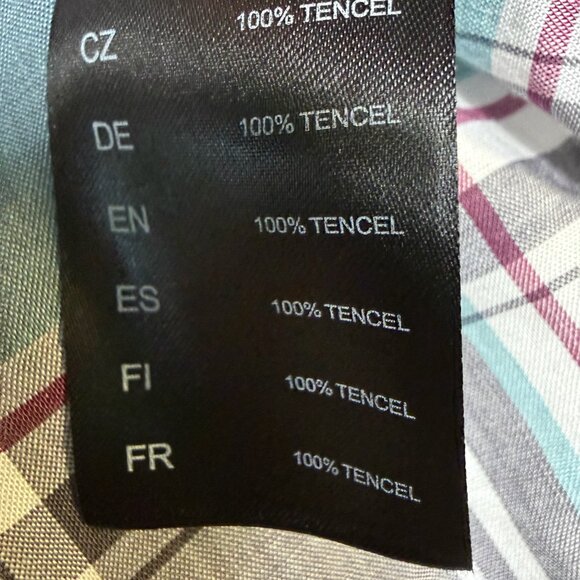 CZ 100% TENCEL
DE 100% TENCEL
EN 100% TENCEL
ES 100% TENCEL
FI 100% TENCEL
FR 100% TENCEL